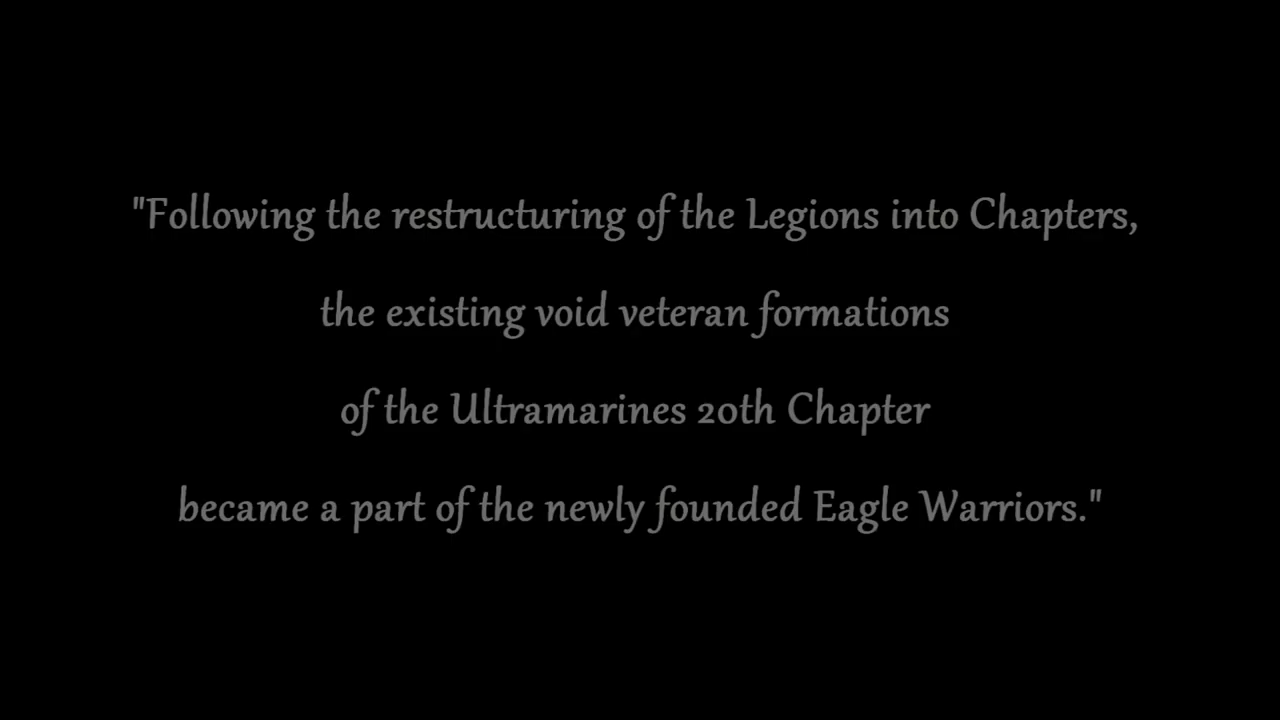 "Following the restructuring of the Legions into Chapters,
the existing void veteran formations
of the Ultramarines 20th Chapter
became a part of the newly founded Eagle Warriors."